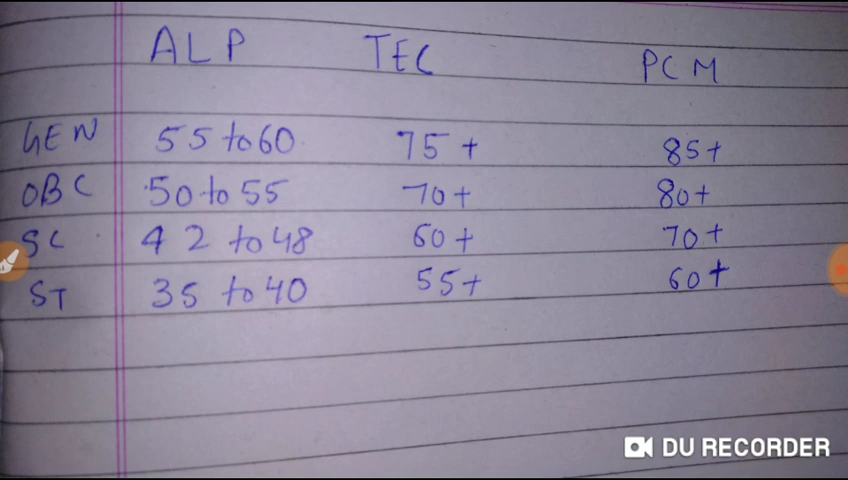 ALP TEC PCM
GEN 55 to 60 75+ 85+
OBC 50 to 55 70+ 80+
SC 42 to 48 60+ 70+
ST 35 to 40 55+ 60+
DU RECORDER